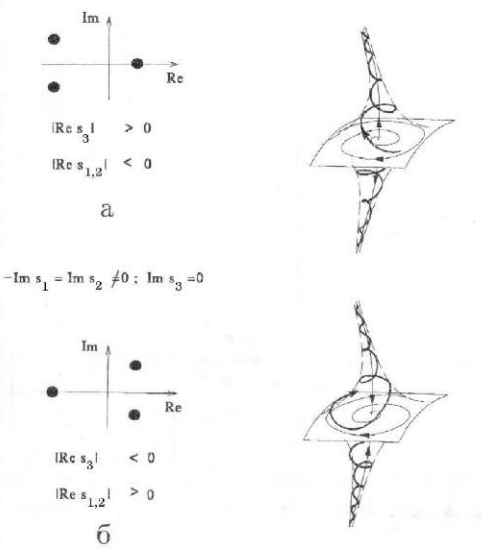 Im
Re
|Re s₃| > 0
|Re s₁,₂| < 0
а
-Im s₁ = Im s₂ ≠0 ; Im s₃ =0
Im
Re
|Re s₃| < 0
|Re s₁,₂| > 0
б